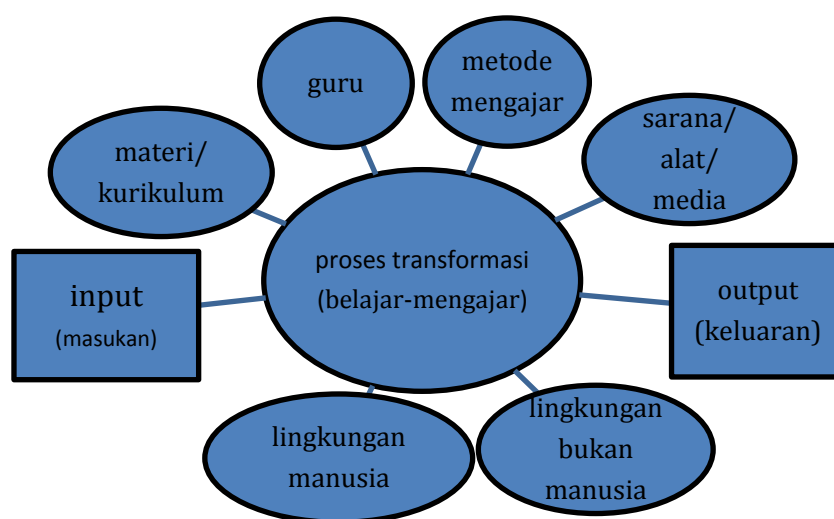 guru
metode
mengajar
materi/
kurikulum
sarana/
alat/
media
input
(masukan)
proses transformasi
(belajar-mengajar)
output
(keluaran)
lingkungan
manusia
lingkungan
bukan
manusia